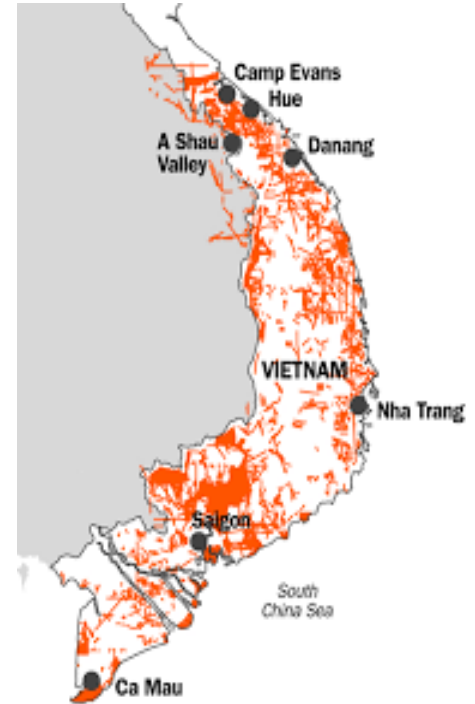 Camp Evans
Hue
A Shau
Valley
Danang
VIETNAM
Nha Trang
Saigon
South
China Sea
Ca Mau